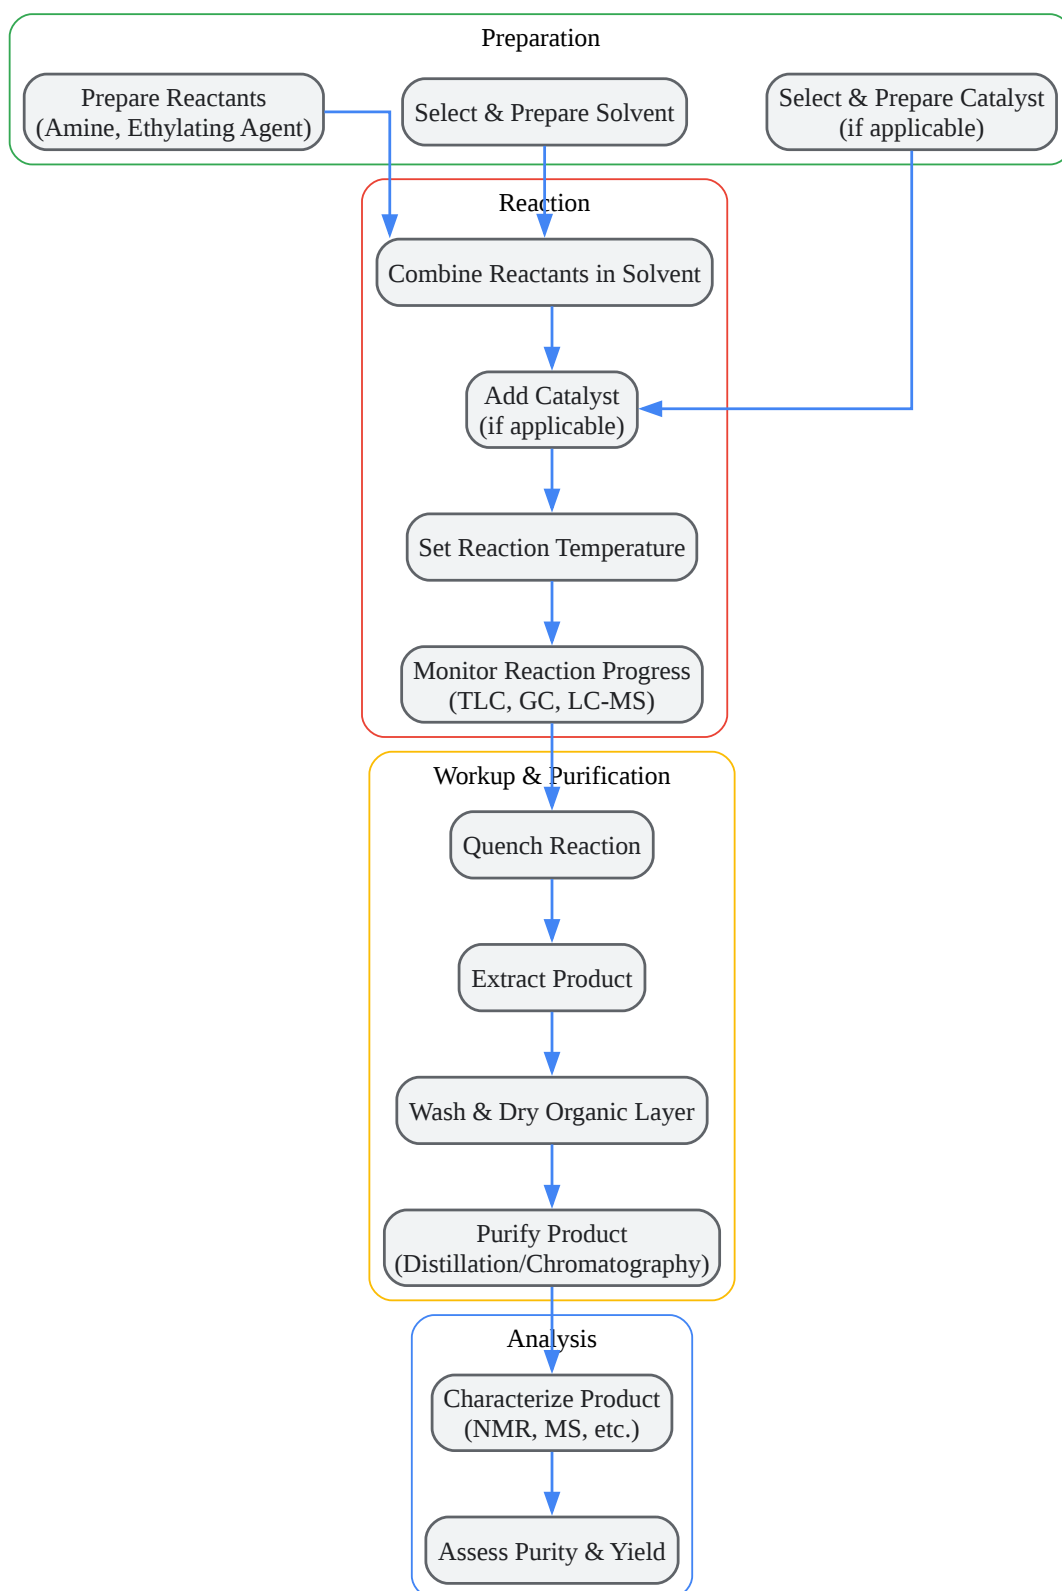 Preparation
Prepare Reactants
(Amine, Ethylating Agent)
Select & Prepare Solvent
Select & Prepare Catalyst
(if applicable)
Reaction
Combine Reactants in Solvent
Add Catalyst
(if applicable)
Set Reaction Temperature
Monitor Reaction Progress
(TLC, GC, LC-MS)
Workup & Purification
Quench Reaction
Extract Product
Wash & Dry Organic Layer
Purify Product
(Distillation/Chromatography)
Analysis
Characterize Product
(NMR, MS, etc.)
Assess Purity & Yield